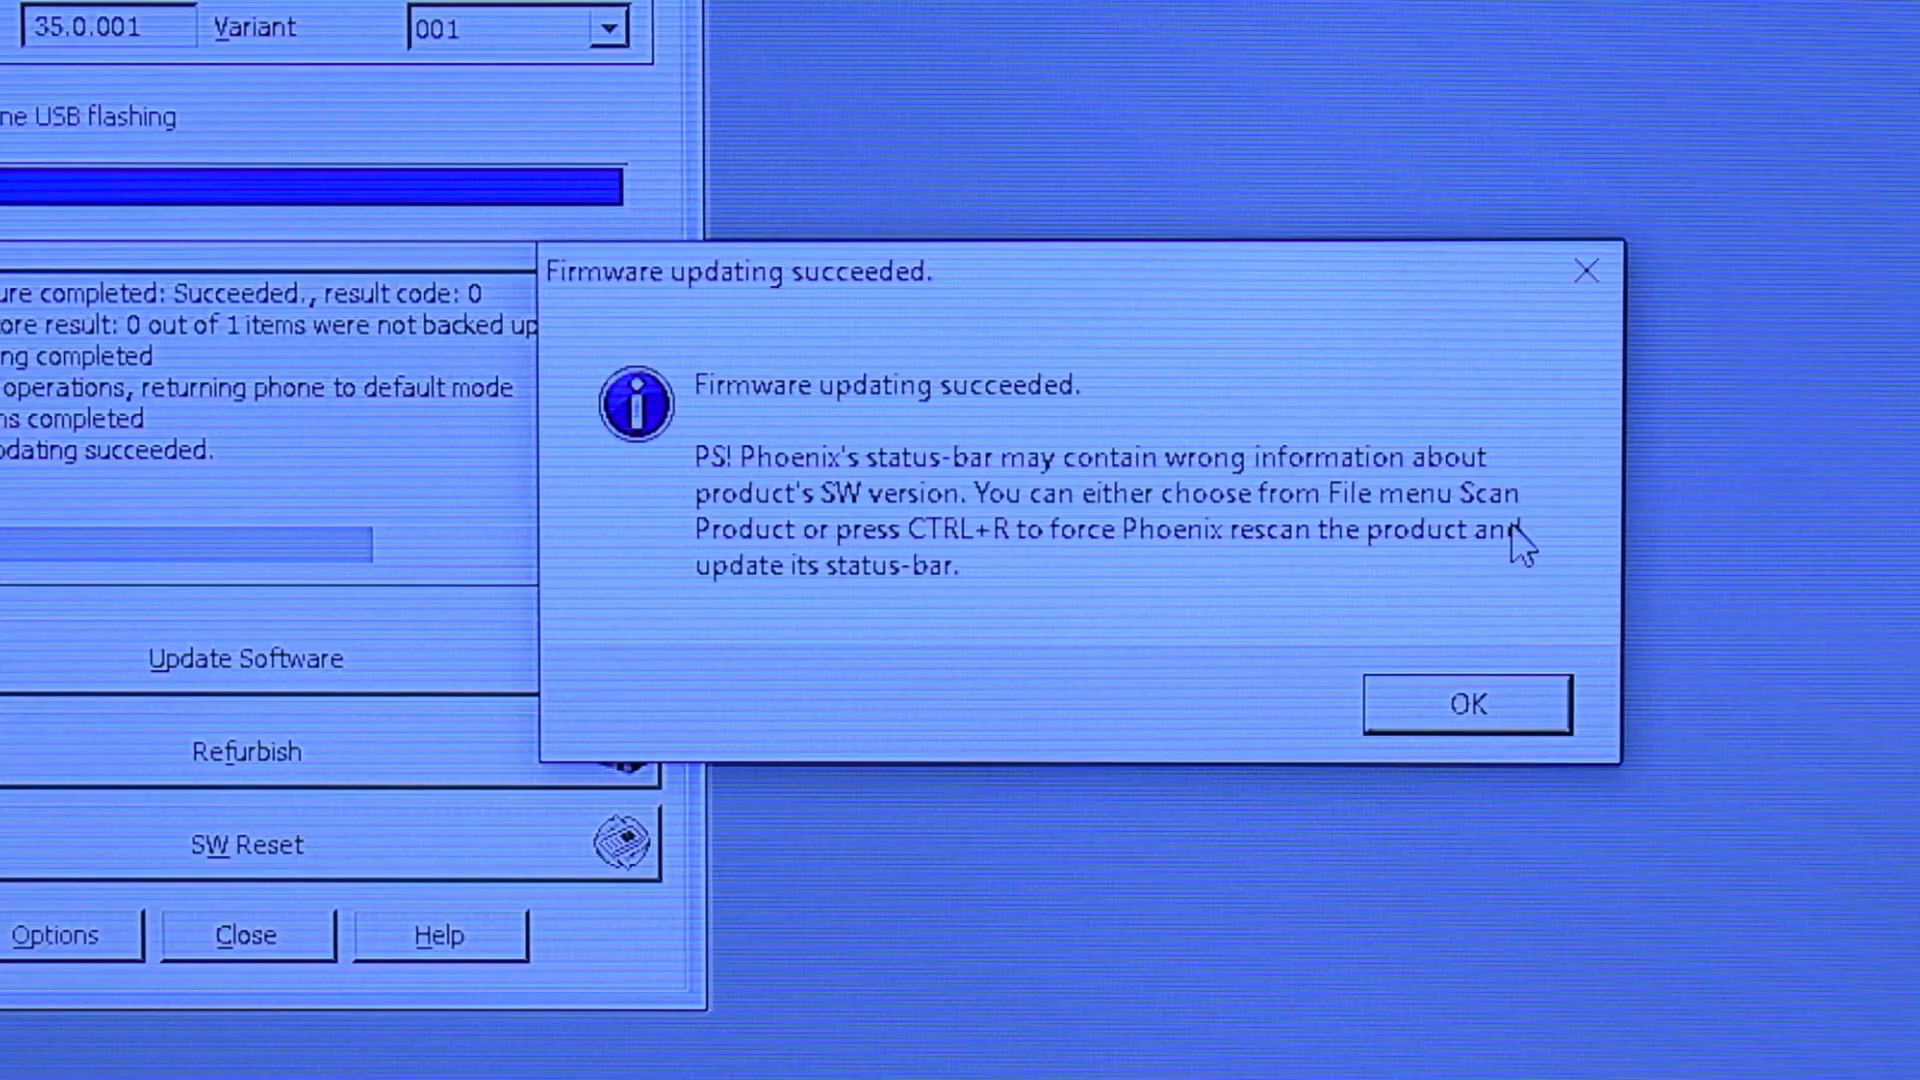 35.0.001 Variant 001
ne USB flashing
Firmware updating succeeded.
ure completed: Succeeded., result code: 0
ore result: 0 out of 1 items were not backed up
ng completed
operations, returning phone to default mode
ns completed
pdating succeeded.
Firmware updating succeeded.
PS! Phoenix's status-bar may contain wrong information about
product's SW version. You can either choose from File menu Scan
Product or press CTRL+R to force Phoenix rescan the product and
update its status-bar.
OK
Update Software
Refurbish
SW Reset
Options Close Help